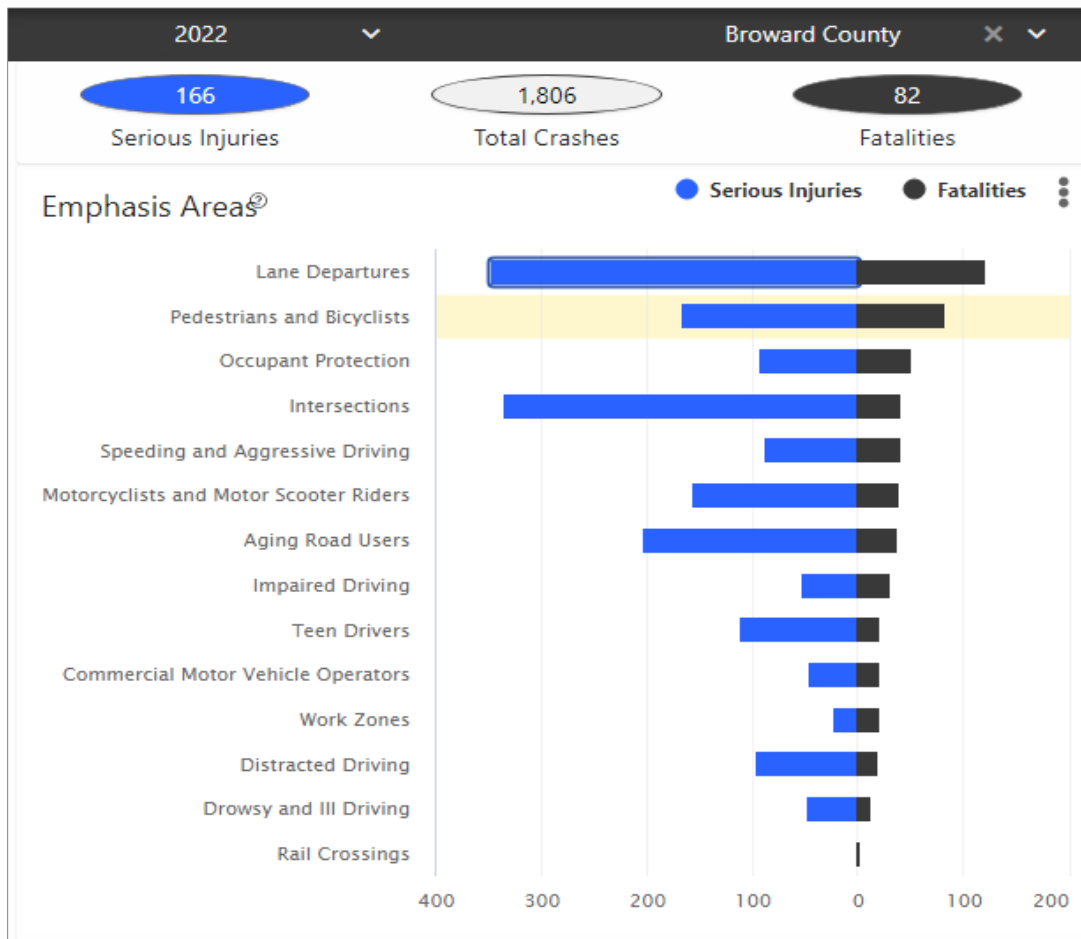 2022 Broward County
166 1,806 82
Serious Injuries Total Crashes Fatalities
Emphasis Areas? Serious Injuries Fatalities
Lane Departures
Pedestrians and Bicyclists
Occupant Protection
Intersections
Speeding and Aggressive Driving
Motorcyclists and Motor Scooter Riders
Aging Road Users
Impaired Driving
Teen Drivers
Commercial Motor Vehicle Operators
Work Zones
Distracted Driving
Drowsy and Ill Driving
Rail Crossings
400 300 200 100 0 100 200